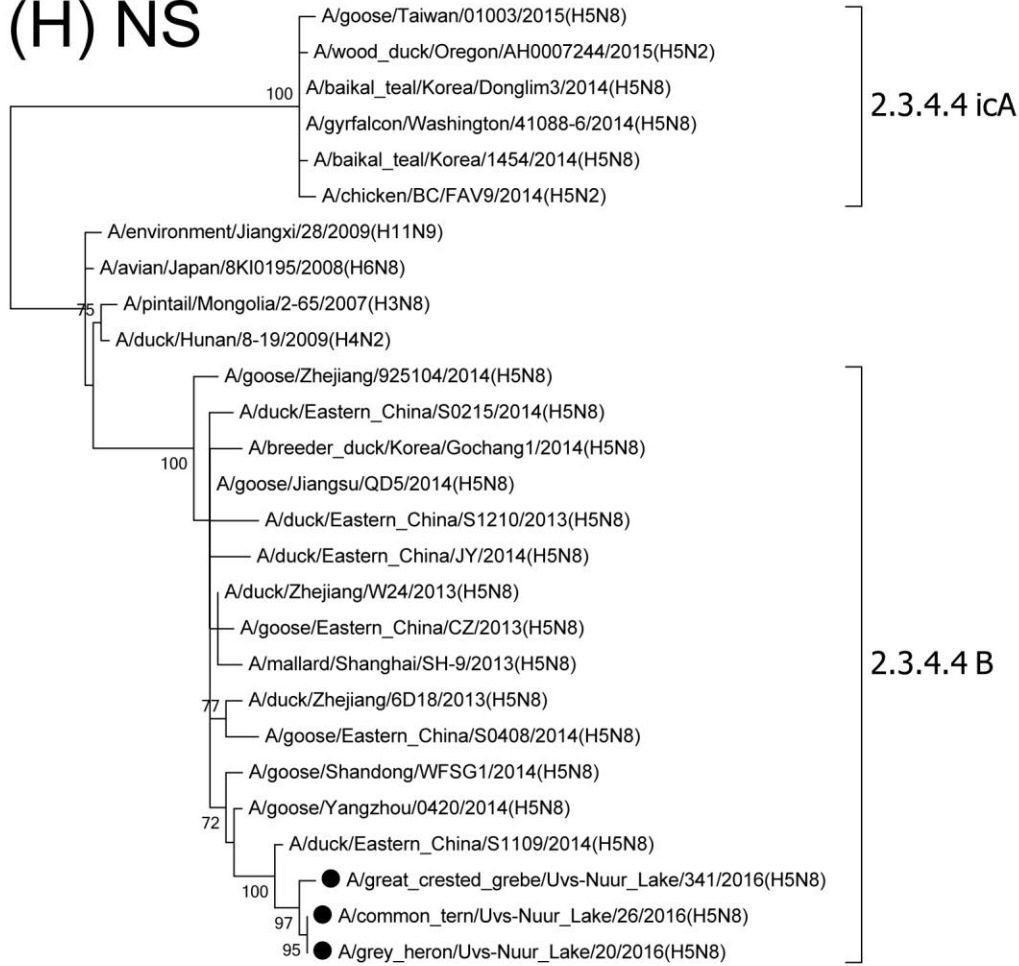 (H) NS
A/goose/Taiwan/01003/2015(H5N8)
A/wood_duck/Oregon/AH0007244/2015(H5N2)
100
A/baikal_teal/Korea/Donglim3/2014(H5N8)
2.3.4.4 icA
A/gyrfalcon/Washington/41088-6/2014(H5N8)
A/baikal_teal/Korea/1454/2014(H5N8)
A/chicken/BC/FAV9/2014(H5N2)
A/environment/Jiangxi/28/2009(H11N9)
A/avian/Japan/8KI0195/2008(H6N8)
75
A/pintail/Mongolia/2-65/2007(H3N8)
A/duck/Hunan/8-19/2009(H4N2)
A/goose/Zhejiang/925104/2014(H5N8)
A/duck/Eastern_China/S0215/2014(H5N8)
A/breeder_duck/Korea/Gochang1/2014(H5N8)
100
A/goose/Jiangsu/QD5/2014(H5N8)
A/duck/Eastern_China/S1210/2013(H5N8)
A/duck/Eastern_China/JY/2014(H5N8)
A/duck/Zhejiang/W24/2013(H5N8)
A/goose/Eastern_China/CZ/2013(H5N8)
A/mallard/Shanghai/SH-9/2013(H5N8)
2.3.4.4 B
77
A/duck/Zhejiang/6D18/2013(H5N8)
A/goose/Eastern_China/S0408/2014(H5N8)
A/goose/Shandong/WFSG1/2014(H5N8)
A/goose/Yangzhou/0420/2014(H5N8)
72
A/duck/Eastern_China/S1109/2014(H5N8)
A/great_crested_grebe/Uvs-Nuur_Lake/341/2016(H5N8)
100
A/common_tern/Uvs-Nuur_Lake/26/2016(H5N8)
97
A/grey_heron/Uvs-Nuur_Lake/20/2016(H5N8)
95